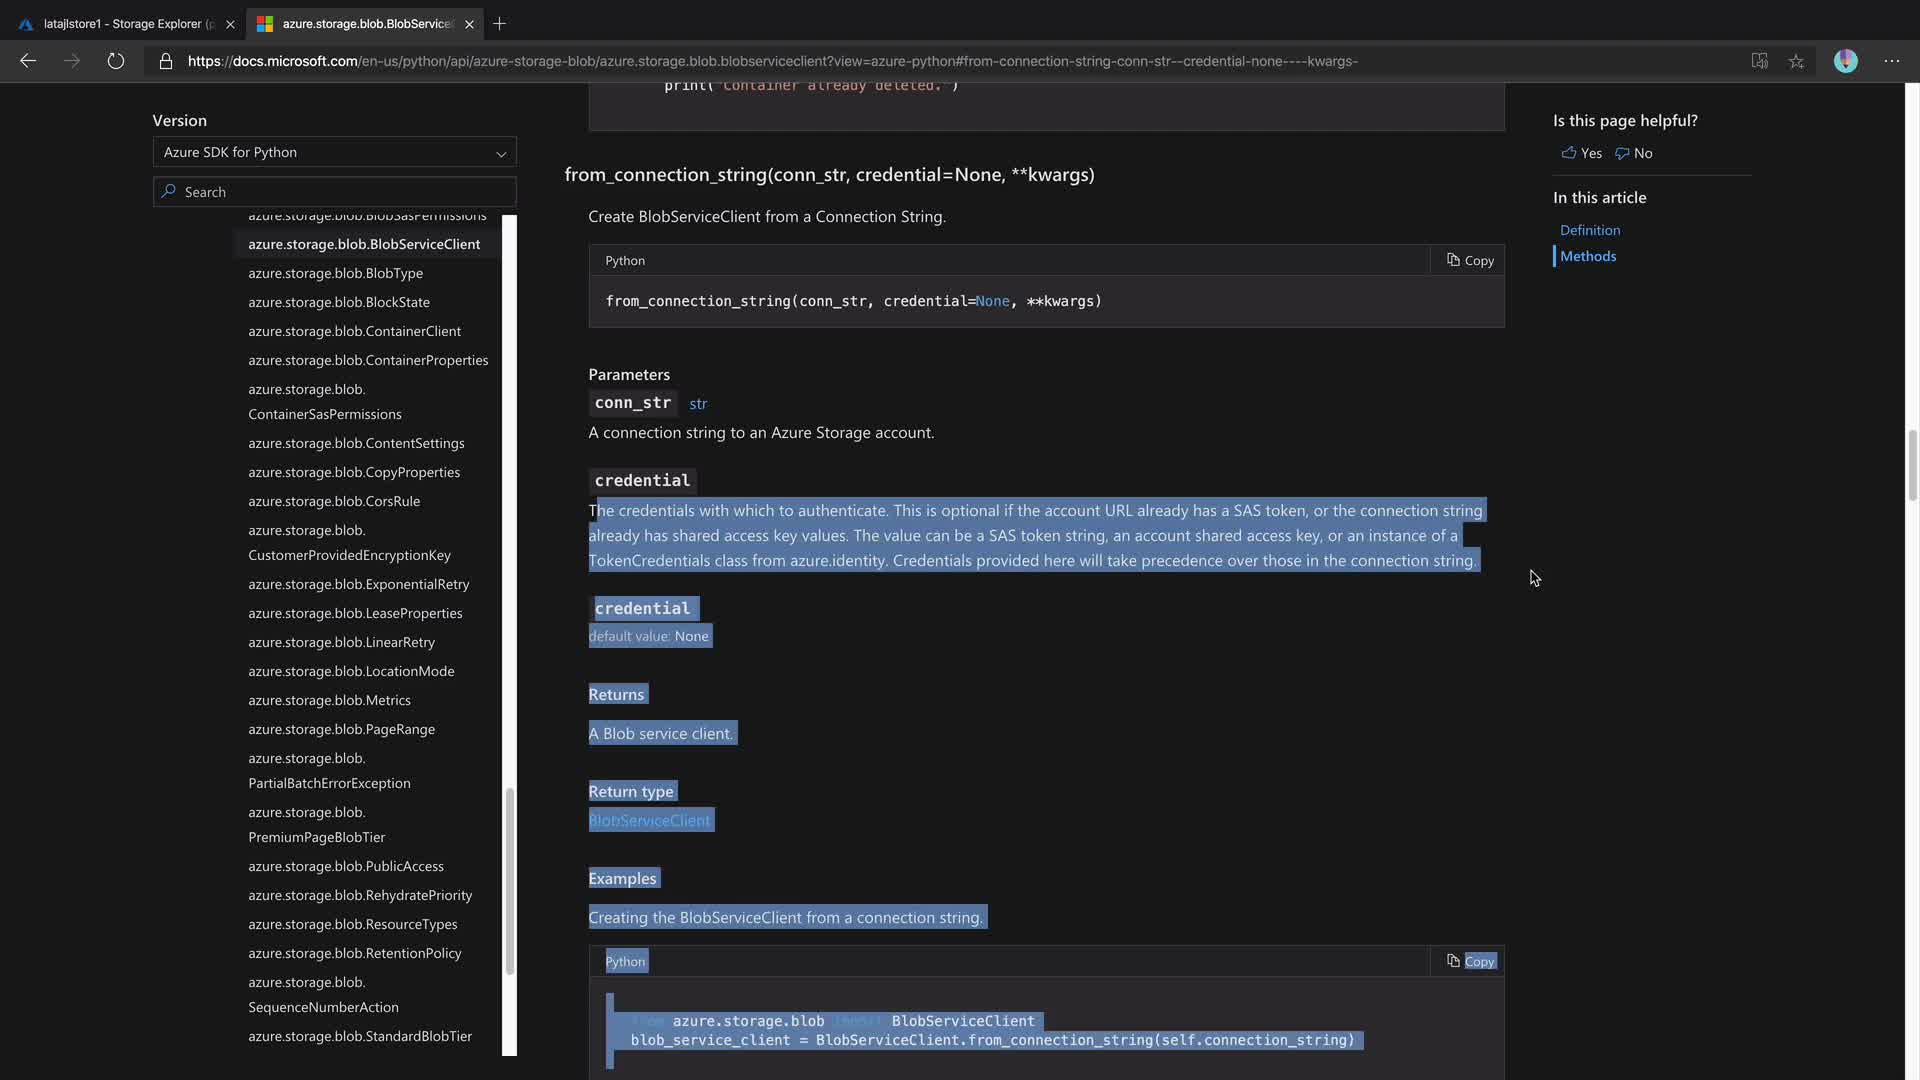 latajlstore1 - Storage Explorer (p
azure.storage.blob.BlobServiceC
https://docs.microsoft.com/en-us/python/api/azure-storage-blob/azure.storage.blob.blobserviceclient?view=azure-python#from-connection-string-conn-str--credential-none----kwargs-
Version
Azure SDK for Python
Search
azure.storage.blob.BlobSasPermissions
azure.storage.blob.BlobServiceClient
azure.storage.blob.BlobType
azure.storage.blob.BlockState
azure.storage.blob.ContainerClient
azure.storage.blob.ContainerProperties
azure.storage.blob.
ContainerSasPermissions
azure.storage.blob.ContentSettings
azure.storage.blob.CopyProperties
azure.storage.blob.CorsRule
azure.storage.blob.
CustomerProvidedEncryptionKey
azure.storage.blob.ExponentialRetry
azure.storage.blob.LeaseProperties
azure.storage.blob.LinearRetry
azure.storage.blob.LocationMode
azure.storage.blob.Metrics
azure.storage.blob.PageRange
azure.storage.blob.
PartialBatchErrorException
azure.storage.blob.
PremiumPageBlobTier
azure.storage.blob.PublicAccess
azure.storage.blob.RehydratePriority
azure.storage.blob.ResourceTypes
azure.storage.blob.RetentionPolicy
azure.storage.blob.
SequenceNumberAction
azure.storage.blob.StandardBlobTier
print("Container already deleted.")
from_connection_string(conn_str, credential=None, **kwargs)
Create BlobServiceClient from a Connection String.
Python
Copy
from_connection_string(conn_str, credential=None, **kwargs)
Parameters
conn_str str
A connection string to an Azure Storage account.
credential
The credentials with which to authenticate. This is optional if the account URL already has a SAS token, or the connection string
already has shared access key values. The value can be a SAS token string, an account shared access key, or an instance of a
TokenCredentials class from azure.identity. Credentials provided here will take precedence over those in the connection string.
credential
default value: None
Returns
A Blob service client.
Return type
BlobServiceClient
Examples
Creating the BlobServiceClient from a connection string.
Python
Copy
from azure.storage.blob import BlobServiceClient
blob_service_client = BlobServiceClient.from_connection_string(self.connection_string)
Is this page helpful?
Yes No
In this article
Definition
Methods